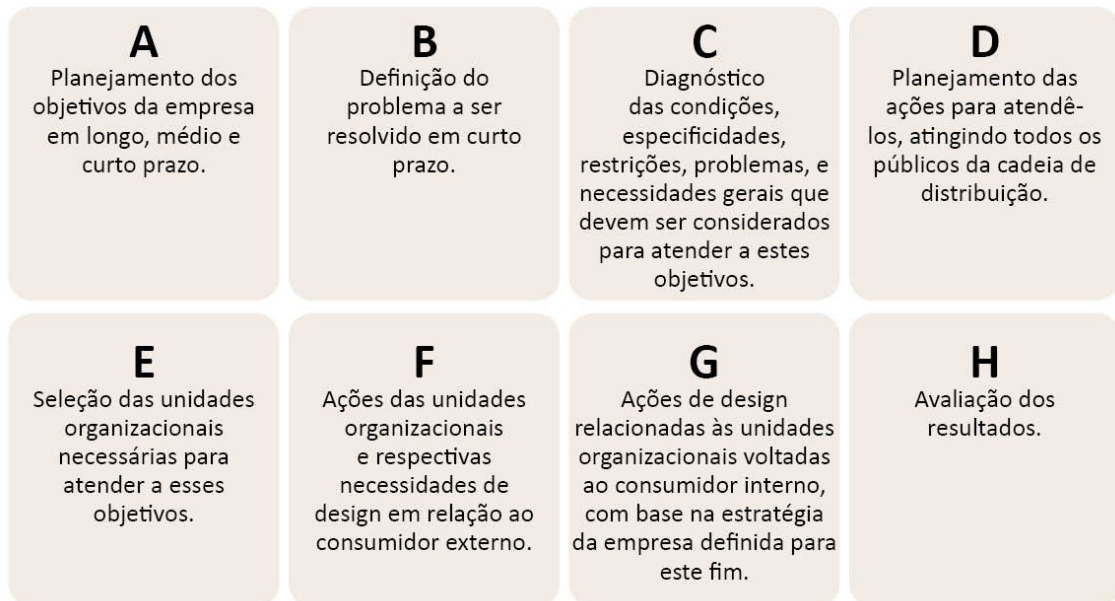 A
Planejamento dos
objetivos da empresa
em longo, médio e
curto prazo.
B
Definição do
problema a ser
resolvido em curto
prazo.
C
Diagnóstico
das condições,
especificidades,
restrições, problemas, e
necessidades gerais que
devem ser considerados
para atender a estes
objetivos.
D
Planejamento das
ações para atendê-
los, atingindo todos os
públicos da cadeia de
distribuição.
E
Seleção das unidades
organizacionais
necessárias para
atender a esses
objetivos.
F
Ações das unidades
organizacionais
e respectivas
necessidades de
design em relação ao
consumidor externo.
G
Ações de design
relacionadas às unidades
organizacionais voltadas
ao consumidor interno,
com base na estratégia
da empresa definida para
este fim.
H
Avaliação dos
resultados.